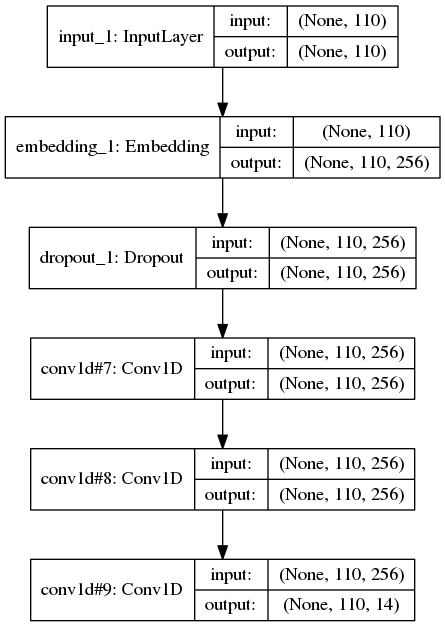 input_1: InputLayer
input: (None, 110)
output: (None, 110)
embedding_1: Embedding
input: (None, 110)
output: (None, 110, 256)
dropout_1: Dropout
input: (None, 110, 256)
output: (None, 110, 256)
conv1d#7: Conv1D
input: (None, 110, 256)
output: (None, 110, 256)
conv1d#8: Conv1D
input: (None, 110, 256)
output: (None, 110, 256)
conv1d#9: Conv1D
input: (None, 110, 256)
output: (None, 110, 14)